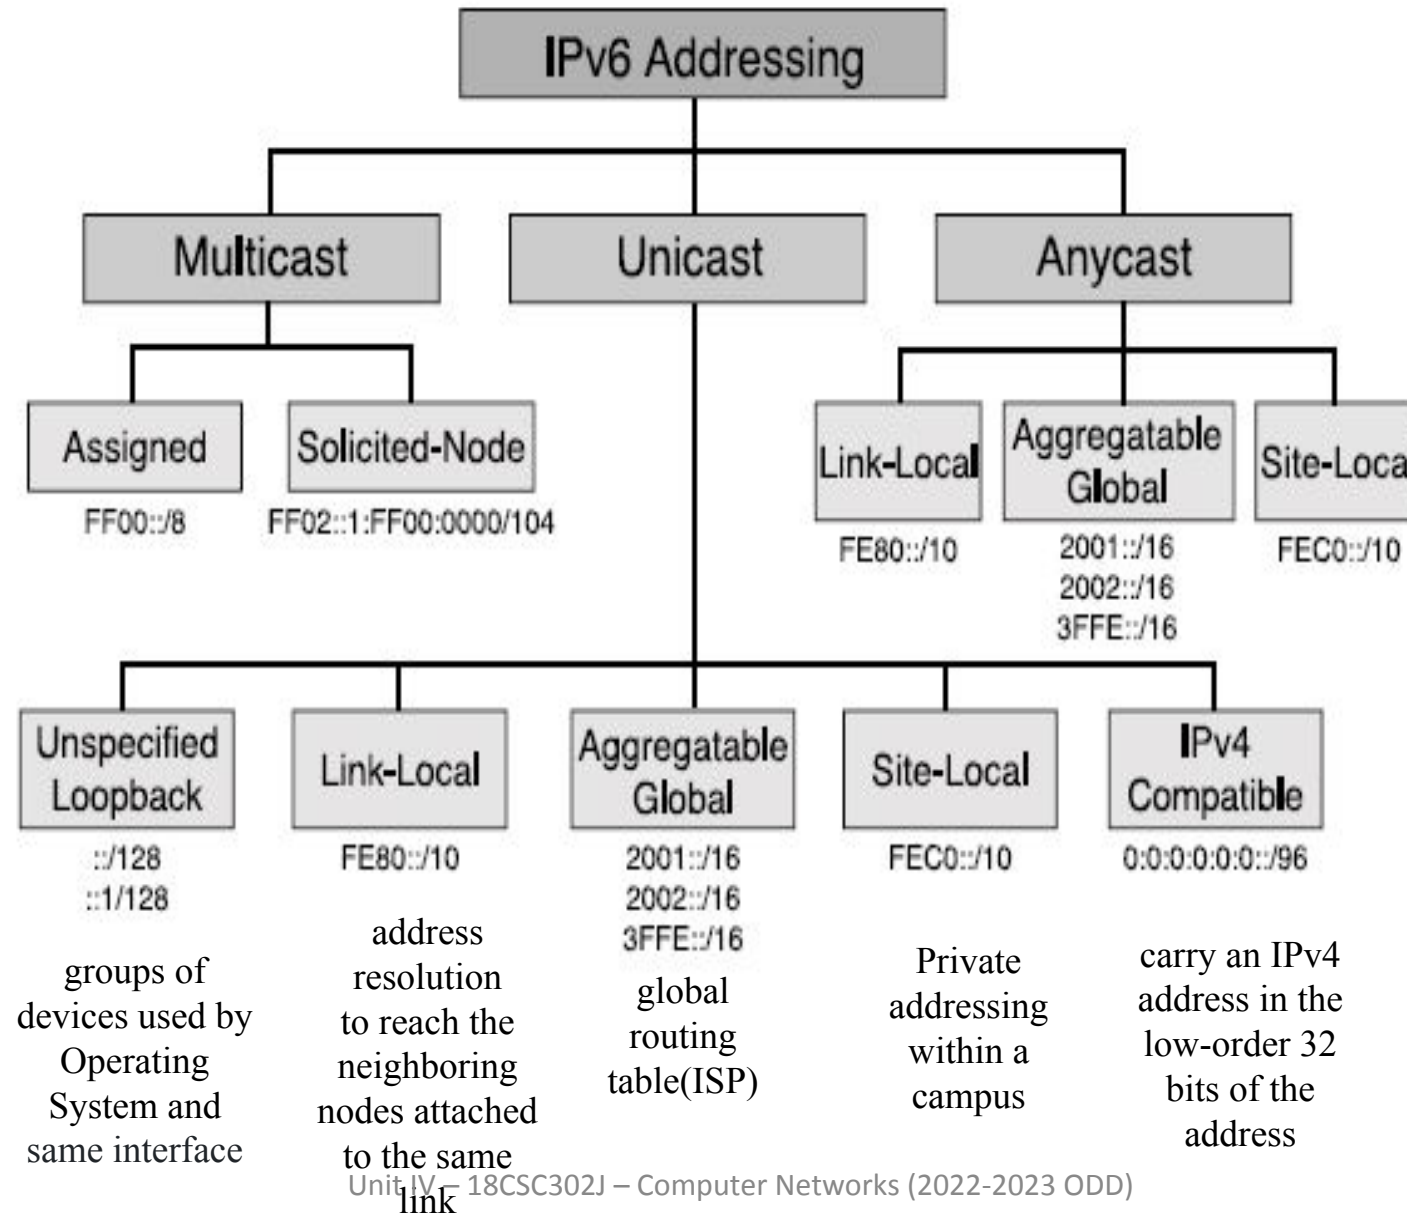 IPv6 Addressing
Multicast
Unicast
Anycast
Assigned
FF00::/8
Solicited-Node
FF02::1:FF00:0000/104
Link-Local
FE80::/10
Aggregatable
Global
2001::/16
2002::/16
3FFE::/16
Site-Loca
FEC0::/10
Unspecified
Loopback
::/128
::1/128
groups of
devices used by
Operating
System and
same interface
Link-Local
FE80::/10
address
resolution
to reach the
neighboring
nodes attached
to the same
link
Aggregatable
Global
2001::/16
2002::/16
3FFE::/16
global
routing
table(ISP)
Site-Local
FEC0::/10
Private
addressing
within a
campus
IPv4
Compatible
0:0:0:0:0:0::/96
carry an IPv4
address in the
low-order 32
bits of the
address
Unit IV – 18CSC302J – Computer Networks (2022-2023 ODD)